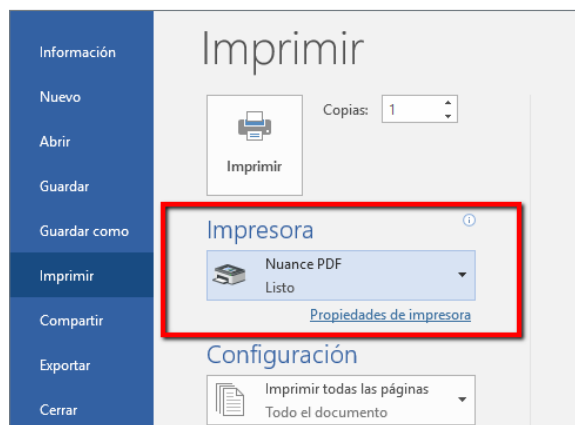 Información
Nuevo
Abrir
Guardar
Guardar como
Imprimir
Compartir
Exportar
Cerrar
Imprimir
Imprimir
Copias: 1
Impresora
Nuance PDF
Listo
Propiedades de impresora
Configuración
Imprimir todas las páginas
Todo el documento